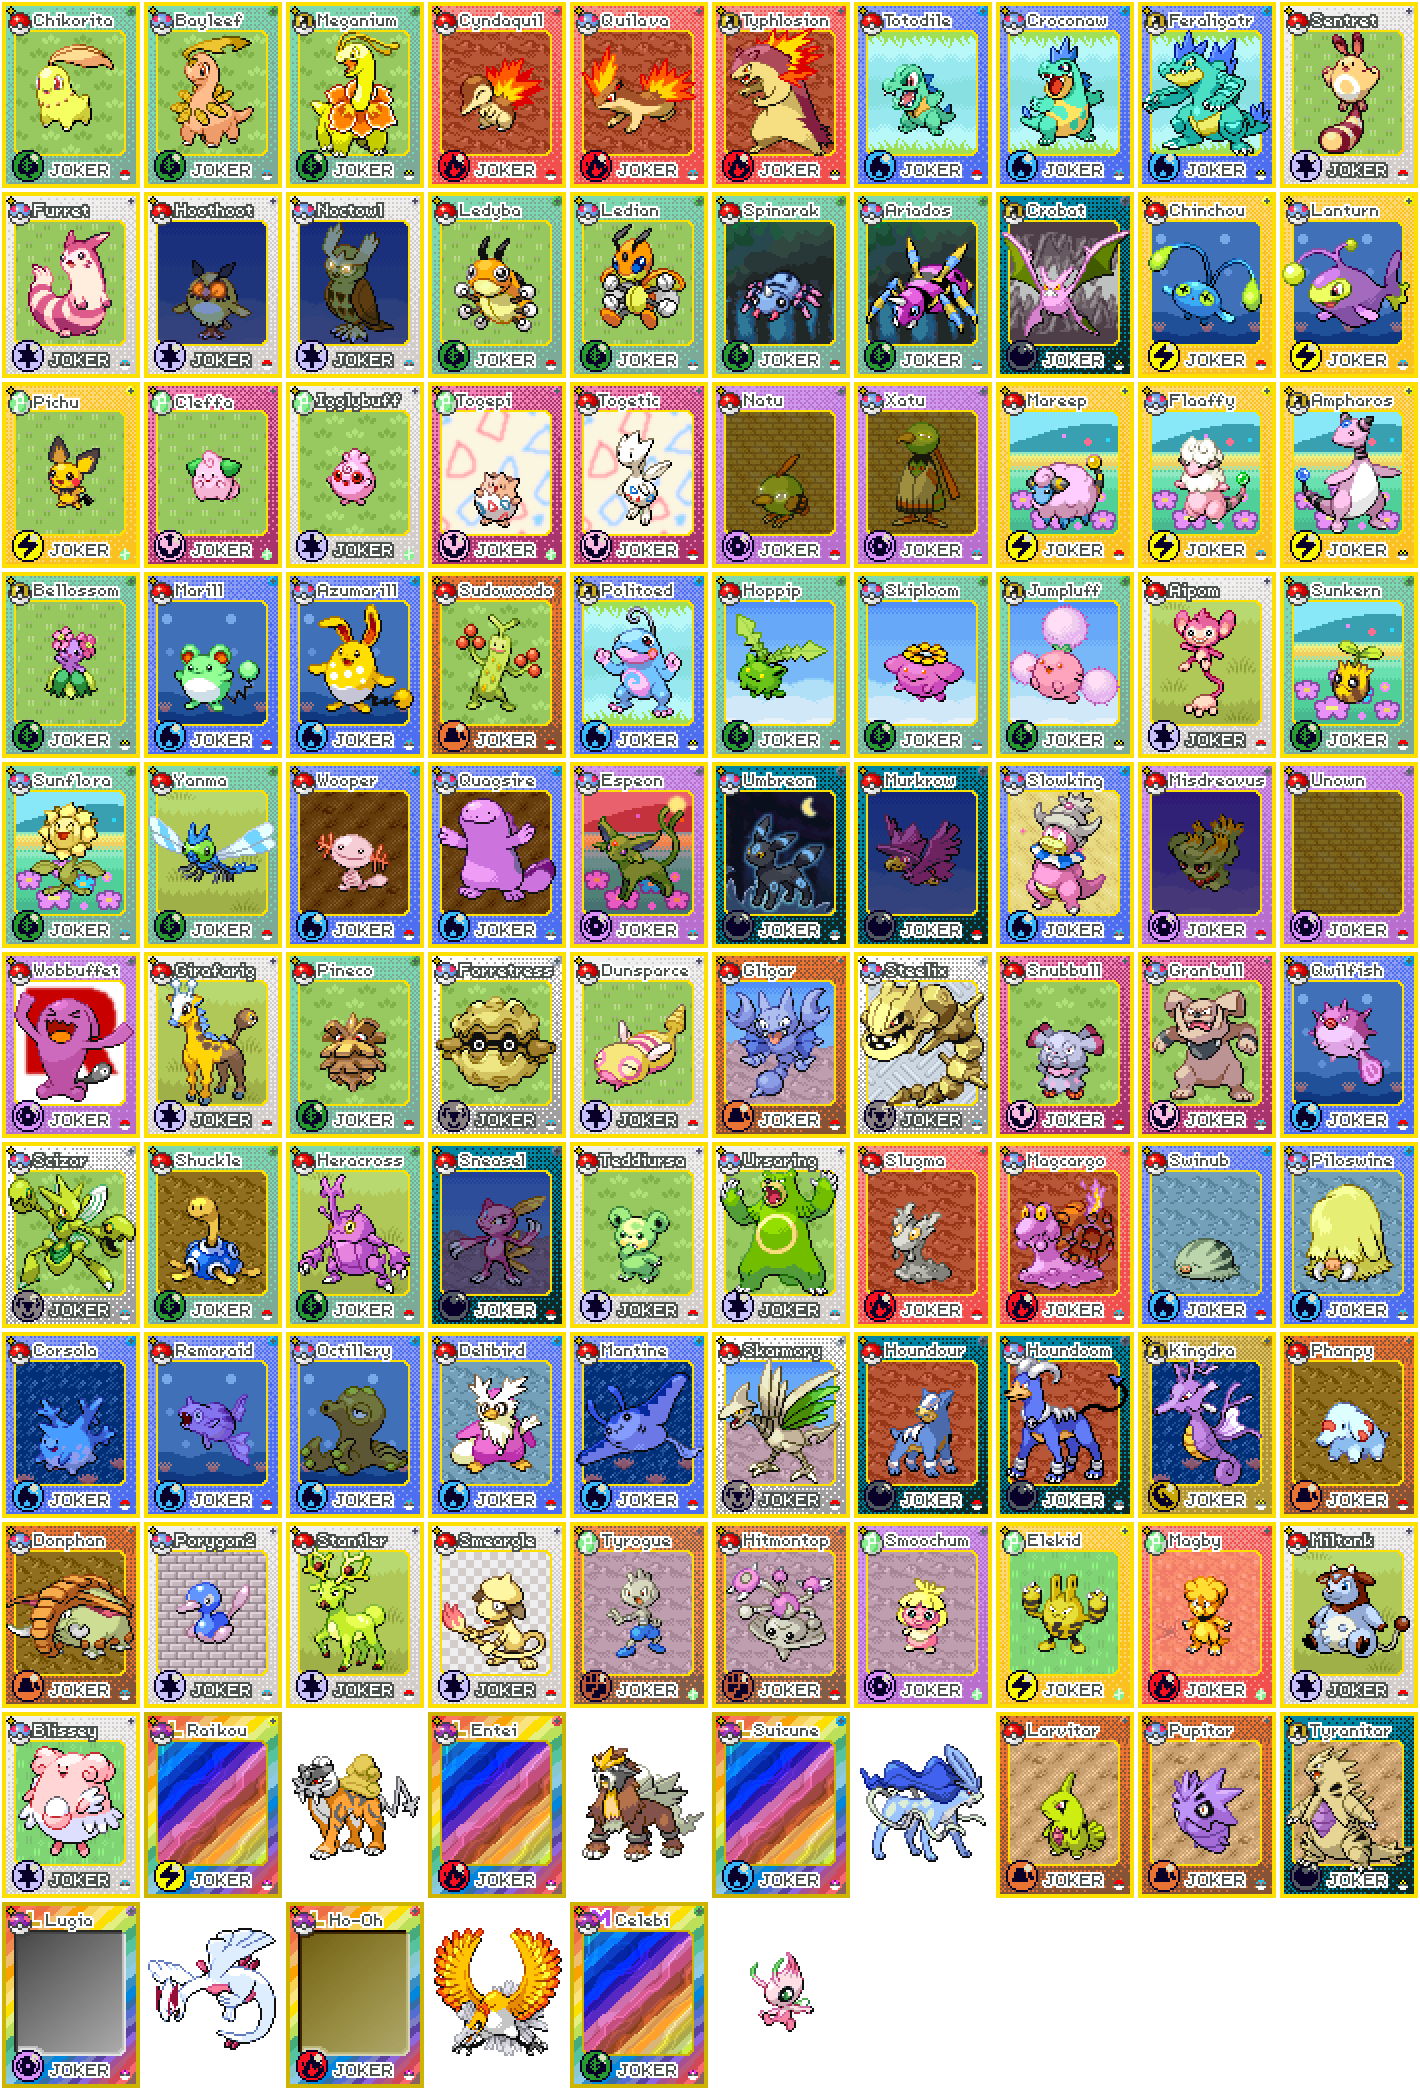 Chikorita Bayleef Meganium Cyndaquil Quilava Typhlosion Totodile Croconaw Feraligatr Sentret
JOKER JOKER JOKER JOKER JOKER JOKER JOKER JOKER JOKER JOKER
Furret Hoothoot Noctowl Ledyba Ledian Spinarak Ariados Crobat Chinchou Lanturn
JOKER JOKER JOKER JOKER JOKER JOKER JOKER JOKER JOKER JOKER
Pichu Cleffa Igglybuff Togepi Togetic Natu Xatu Mareep Flaaffy Ampharos
JOKER JOKER JOKER JOKER JOKER JOKER JOKER JOKER JOKER JOKER
Bellossom Marill Azumarill Sudowoodo Politoed Hoppip Skiploom Jumpluff Aipom Sunkern
JOKER JOKER JOKER JOKER JOKER JOKER JOKER JOKER JOKER JOKER
Sunflora Yanma Wooper Quagsire Espeon Umbreon Murkrow Slowking Misdreavus Unown
JOKER JOKER JOKER JOKER JOKER JOKER JOKER JOKER JOKER JOKER
Wobbuffet Girafarig Pineco Forretress Dunsparce Gligar Steelix Snubbull Granbull Qwilfish
JOKER JOKER JOKER JOKER JOKER JOKER JOKER JOKER JOKER JOKER
Scizor Shuckle Heracross Sneasel Teddiursa Ursaring Slugma Magcargo Swinub Piloswine
JOKER JOKER JOKER JOKER JOKER JOKER JOKER JOKER JOKER JOKER
Corsola Remoraid Octillery Delibird Mantine Skarmory Houndour Houndoom Kingdra Phanpy
JOKER JOKER JOKER JOKER JOKER JOKER JOKER JOKER JOKER JOKER
Donphan Porygon2 Stantler Smeargle Tyrogue Hitmontop Smoochum Elekid Magby Miltank
JOKER JOKER JOKER JOKER JOKER JOKER JOKER JOKER JOKER JOKER
Blissey L Raikou L Entei L Suicune Larvitar Pupitar Tyranitar
JOKER JOKER JOKER JOKER JOKER JOKER JOKER
L Lugia L Ho-Oh M Celebi
JOKER JOKER JOKER